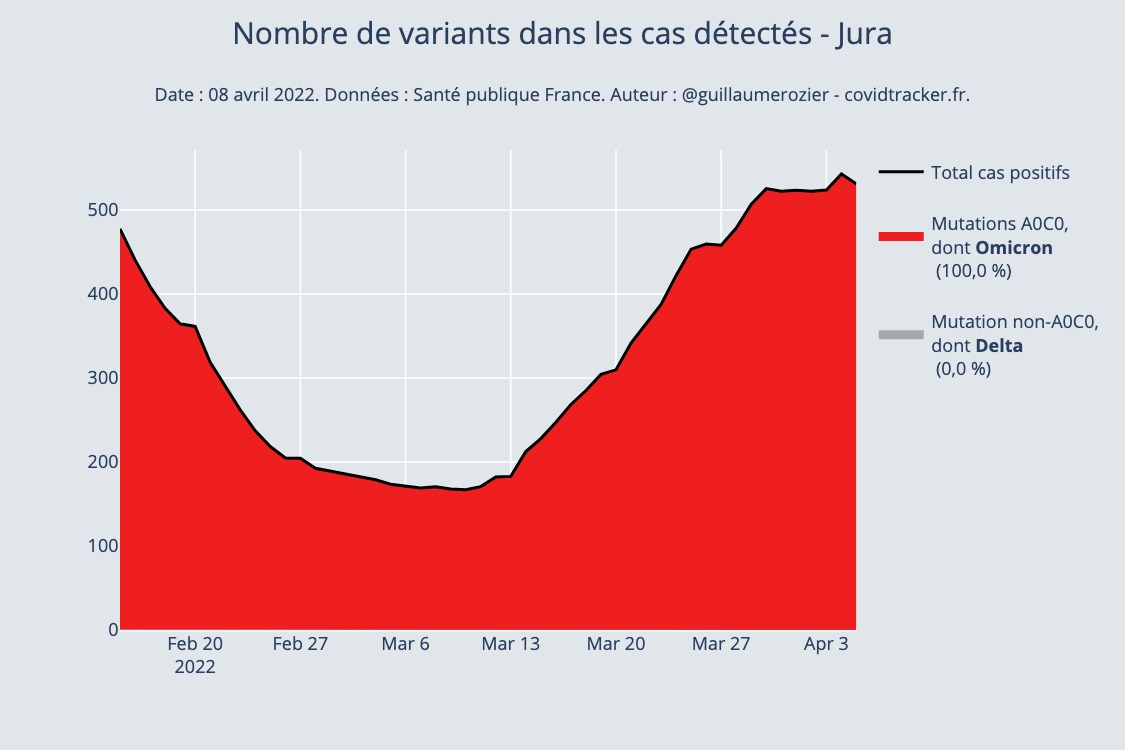 Nombre de variants dans les cas détectés - Jura
Date : 08 avril 2022. Données : Santé publique France. Auteur : @guillaumerozier - covidtracker.fr.
Total cas positifs
Mutations A0C0,
dont Omicron
(100,0 %)
Mutation non-A0C0,
dont Delta
(0,0 %)
500
400
300
200
100
0
Feb 20
2022
Feb 27
Mar 6
Mar 13
Mar 20
Mar 27
Apr 3